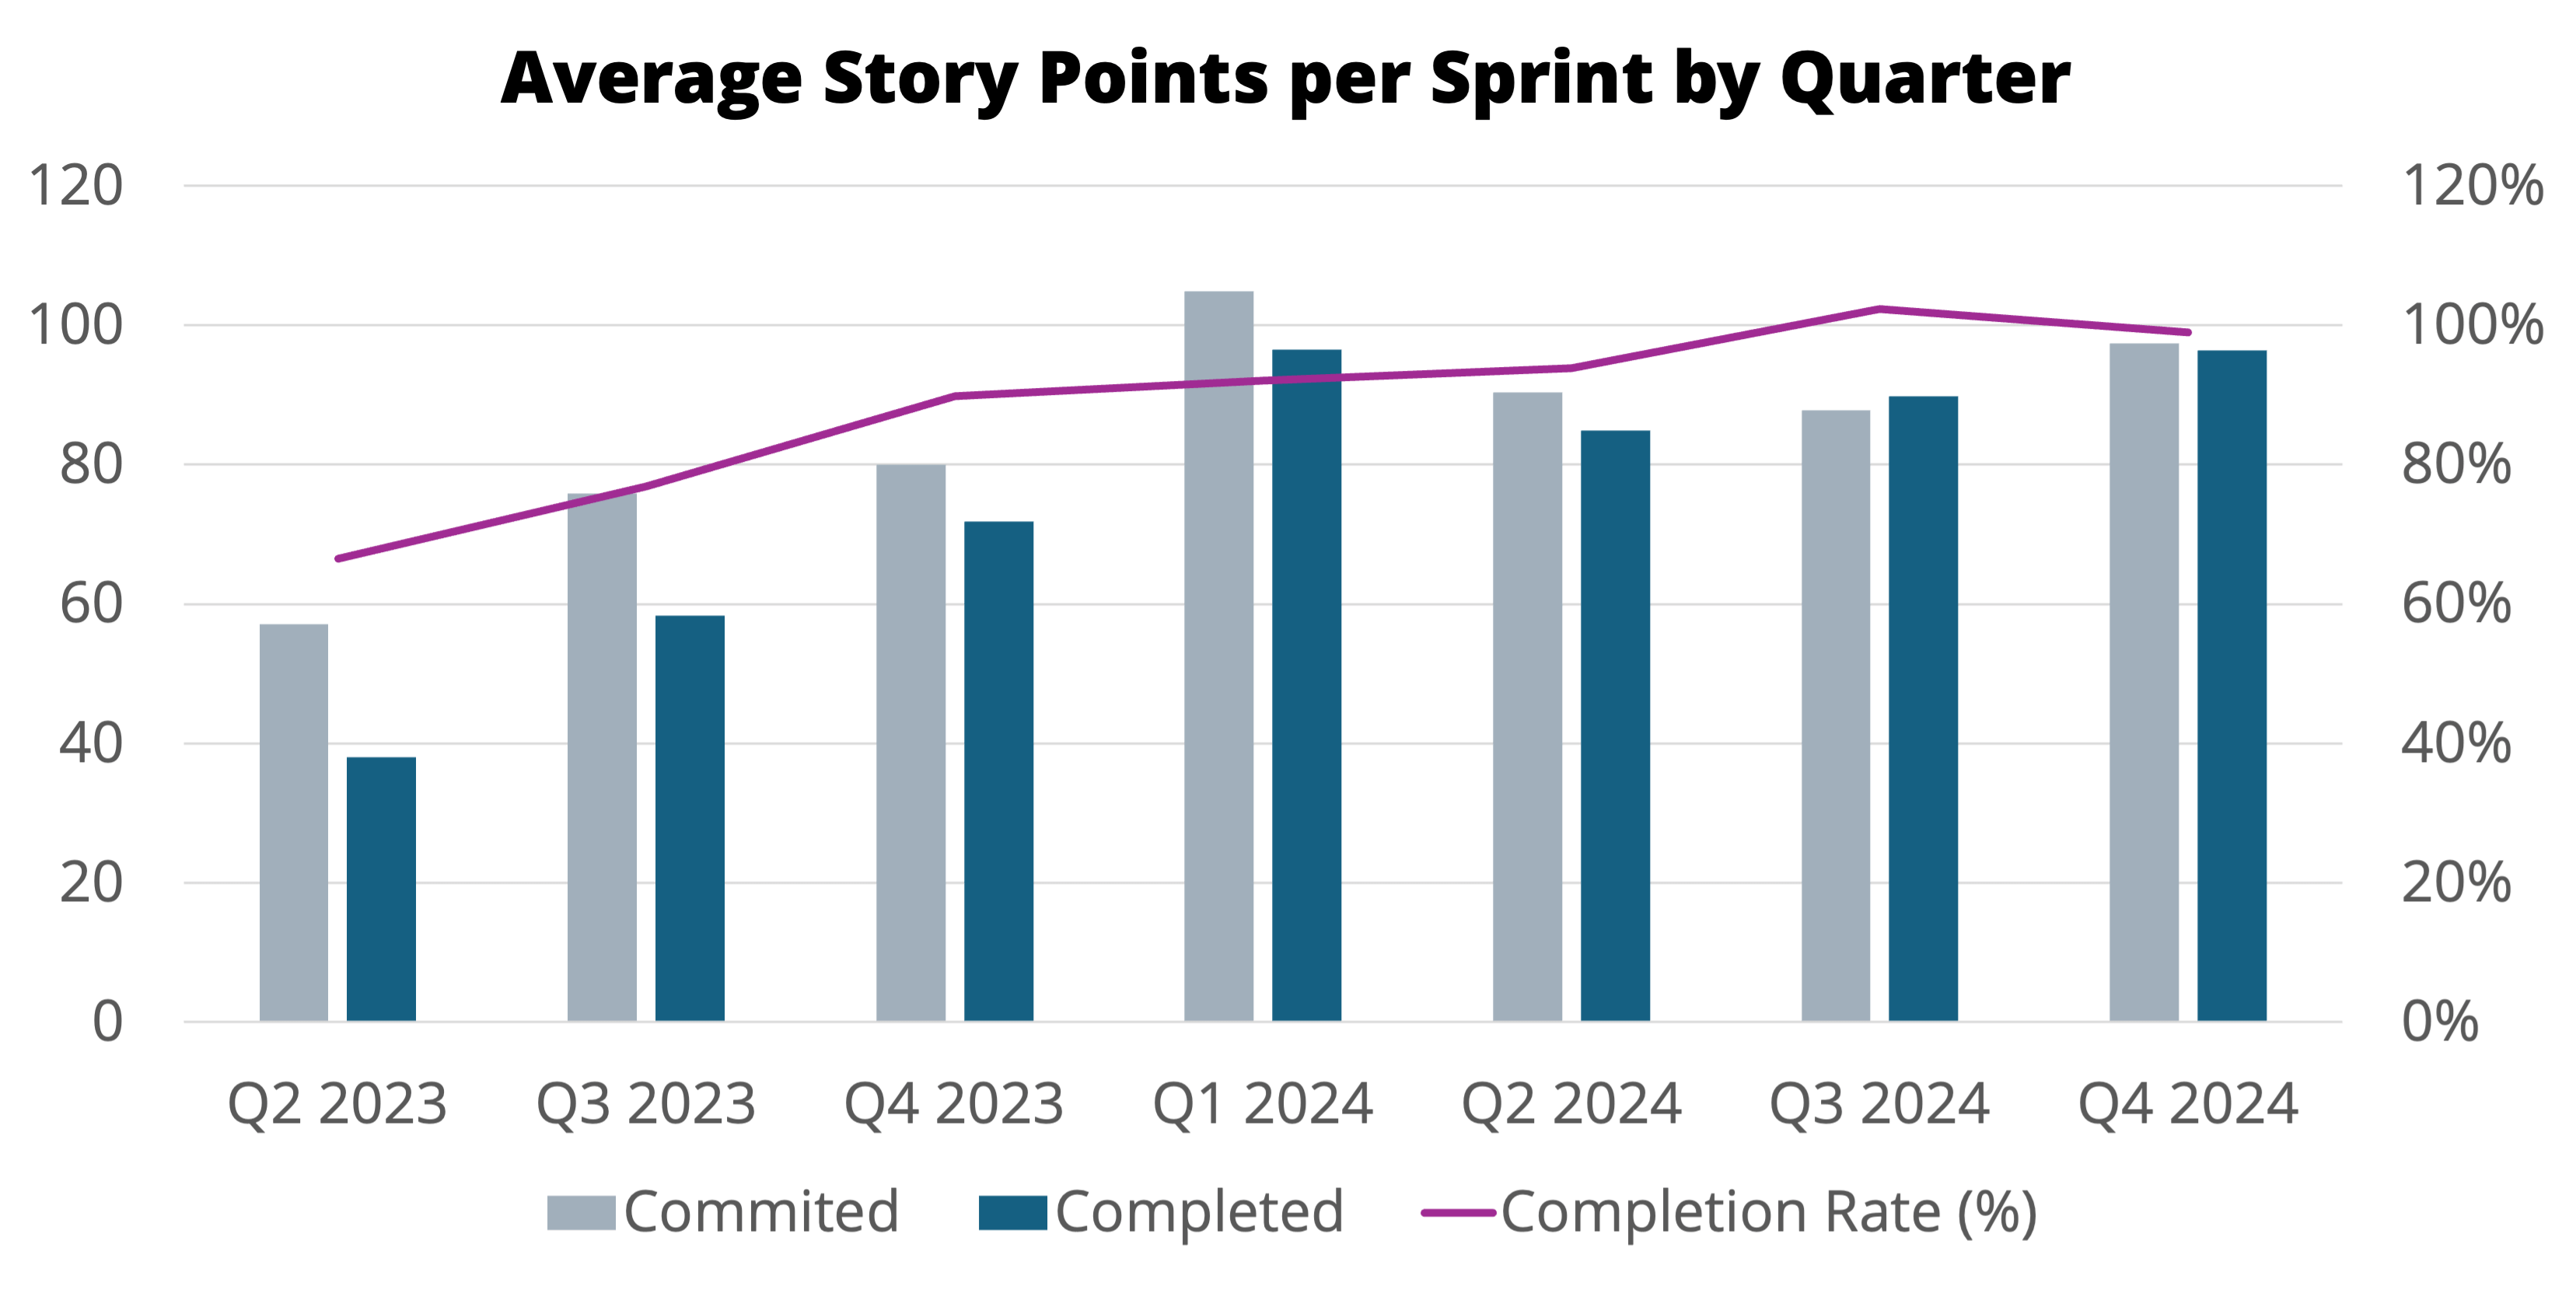 Average Story Points per Sprint by Quarter
120 120%
100 100%
80 80%
60 60%
40 40%
20 20%
0 0%
Q2 2023 Q3 2023 Q4 2023 Q1 2024 Q2 2024 Q3 2024 Q4 2024
Commited Completed Completion Rate (%)